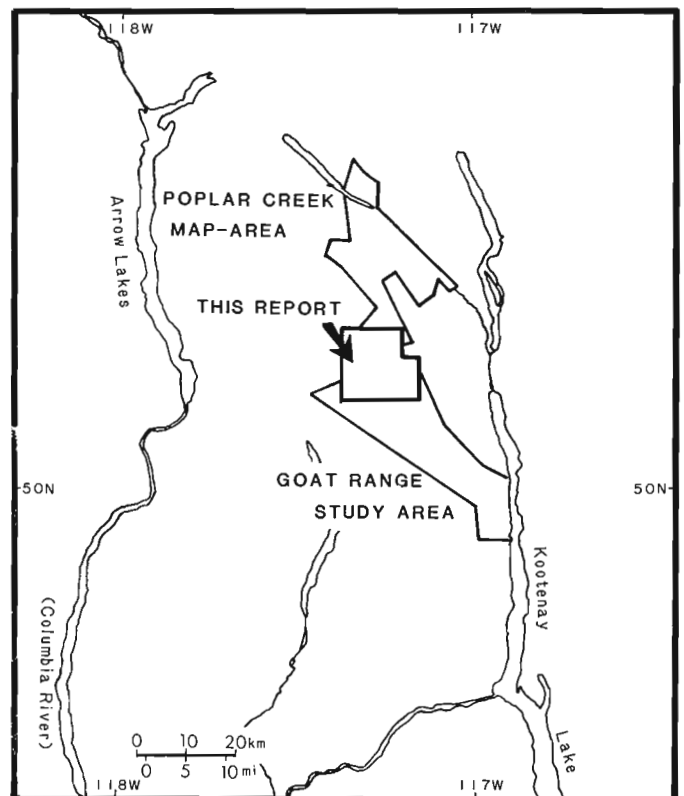 118W
117W
POPLAR CREEK
MAP-AREA
Arrow Lakes
THIS REPORT
GOAT RANGE
STUDY AREA
50N
50N
Kootenay
Lake
(Columbia River)
0 10 20km
0 5 10mi
118W
117W